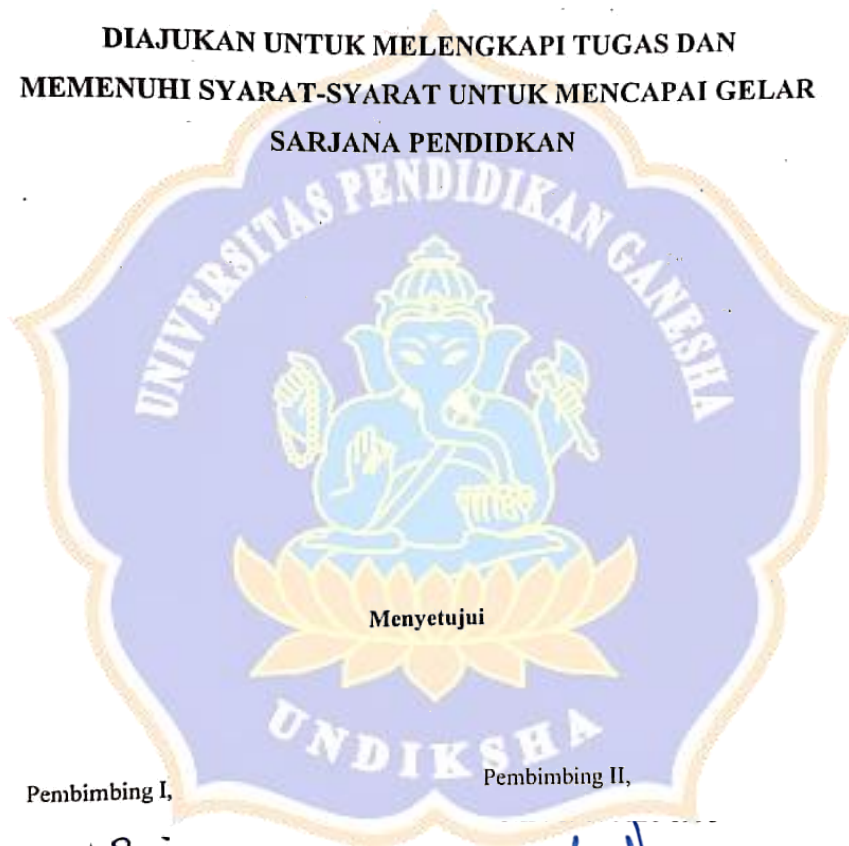 DIAJUKAN UNTUK MELENGKAPI TUGAS DAN
MEMENUHI SYARAT-SYARAT UNTUK MENCAPAI GELAR
SARJANA PENDIDKAN
UNIVERSITAS PENDIDIKAN GANESHA
Menyetujui
UNDIKSHA
Pembimbing I,
Pembimbing II,